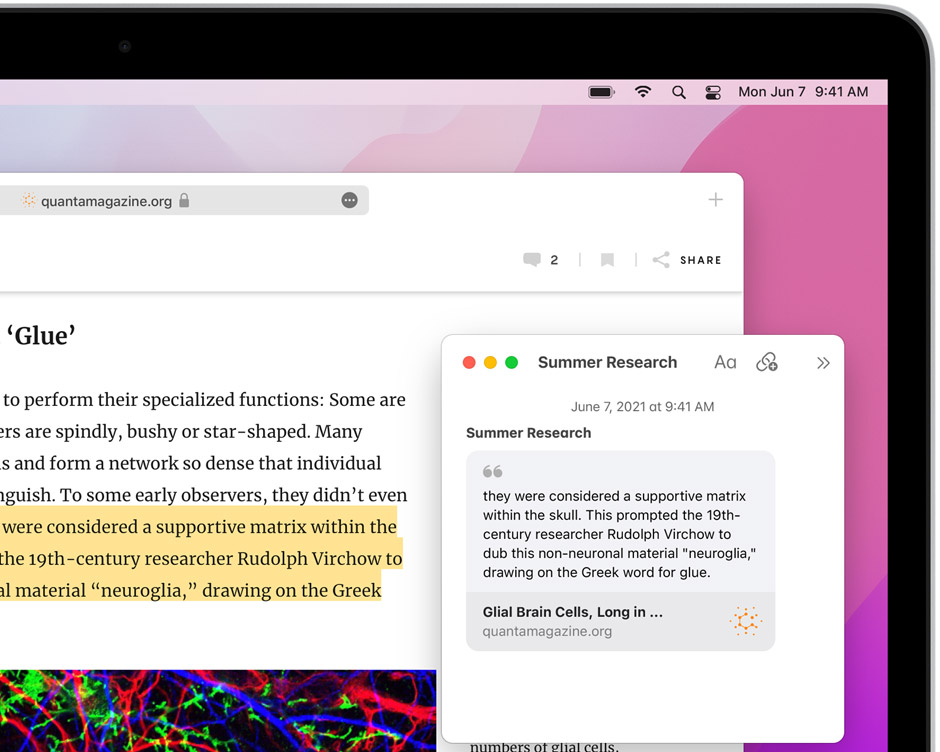 Mon Jun 7 9:41 AM
quantamagazine.org
2
SHARE
‘Glue’
to perform their specialized functions: Some are
ers are spindly, bushy or star-shaped. Many
s and form a network so dense that individual
nguish. To some early observers, they didn’t even
were considered a supportive matrix within the
the 19th-century researcher Rudolph Virchow to
al material “neuroglia,” drawing on the Greek
Summer Research
Aa
June 7, 2021 at 9:41 AM
Summer Research
“
they were considered a supportive matrix
within the skull. This prompted the 19th-
century researcher Rudolph Virchow to
dub this non-neuronal material "neuroglia,"
drawing on the Greek word for glue.
Glial Brain Cells, Long in ...
quantamagazine.org
numbers of glial cells.